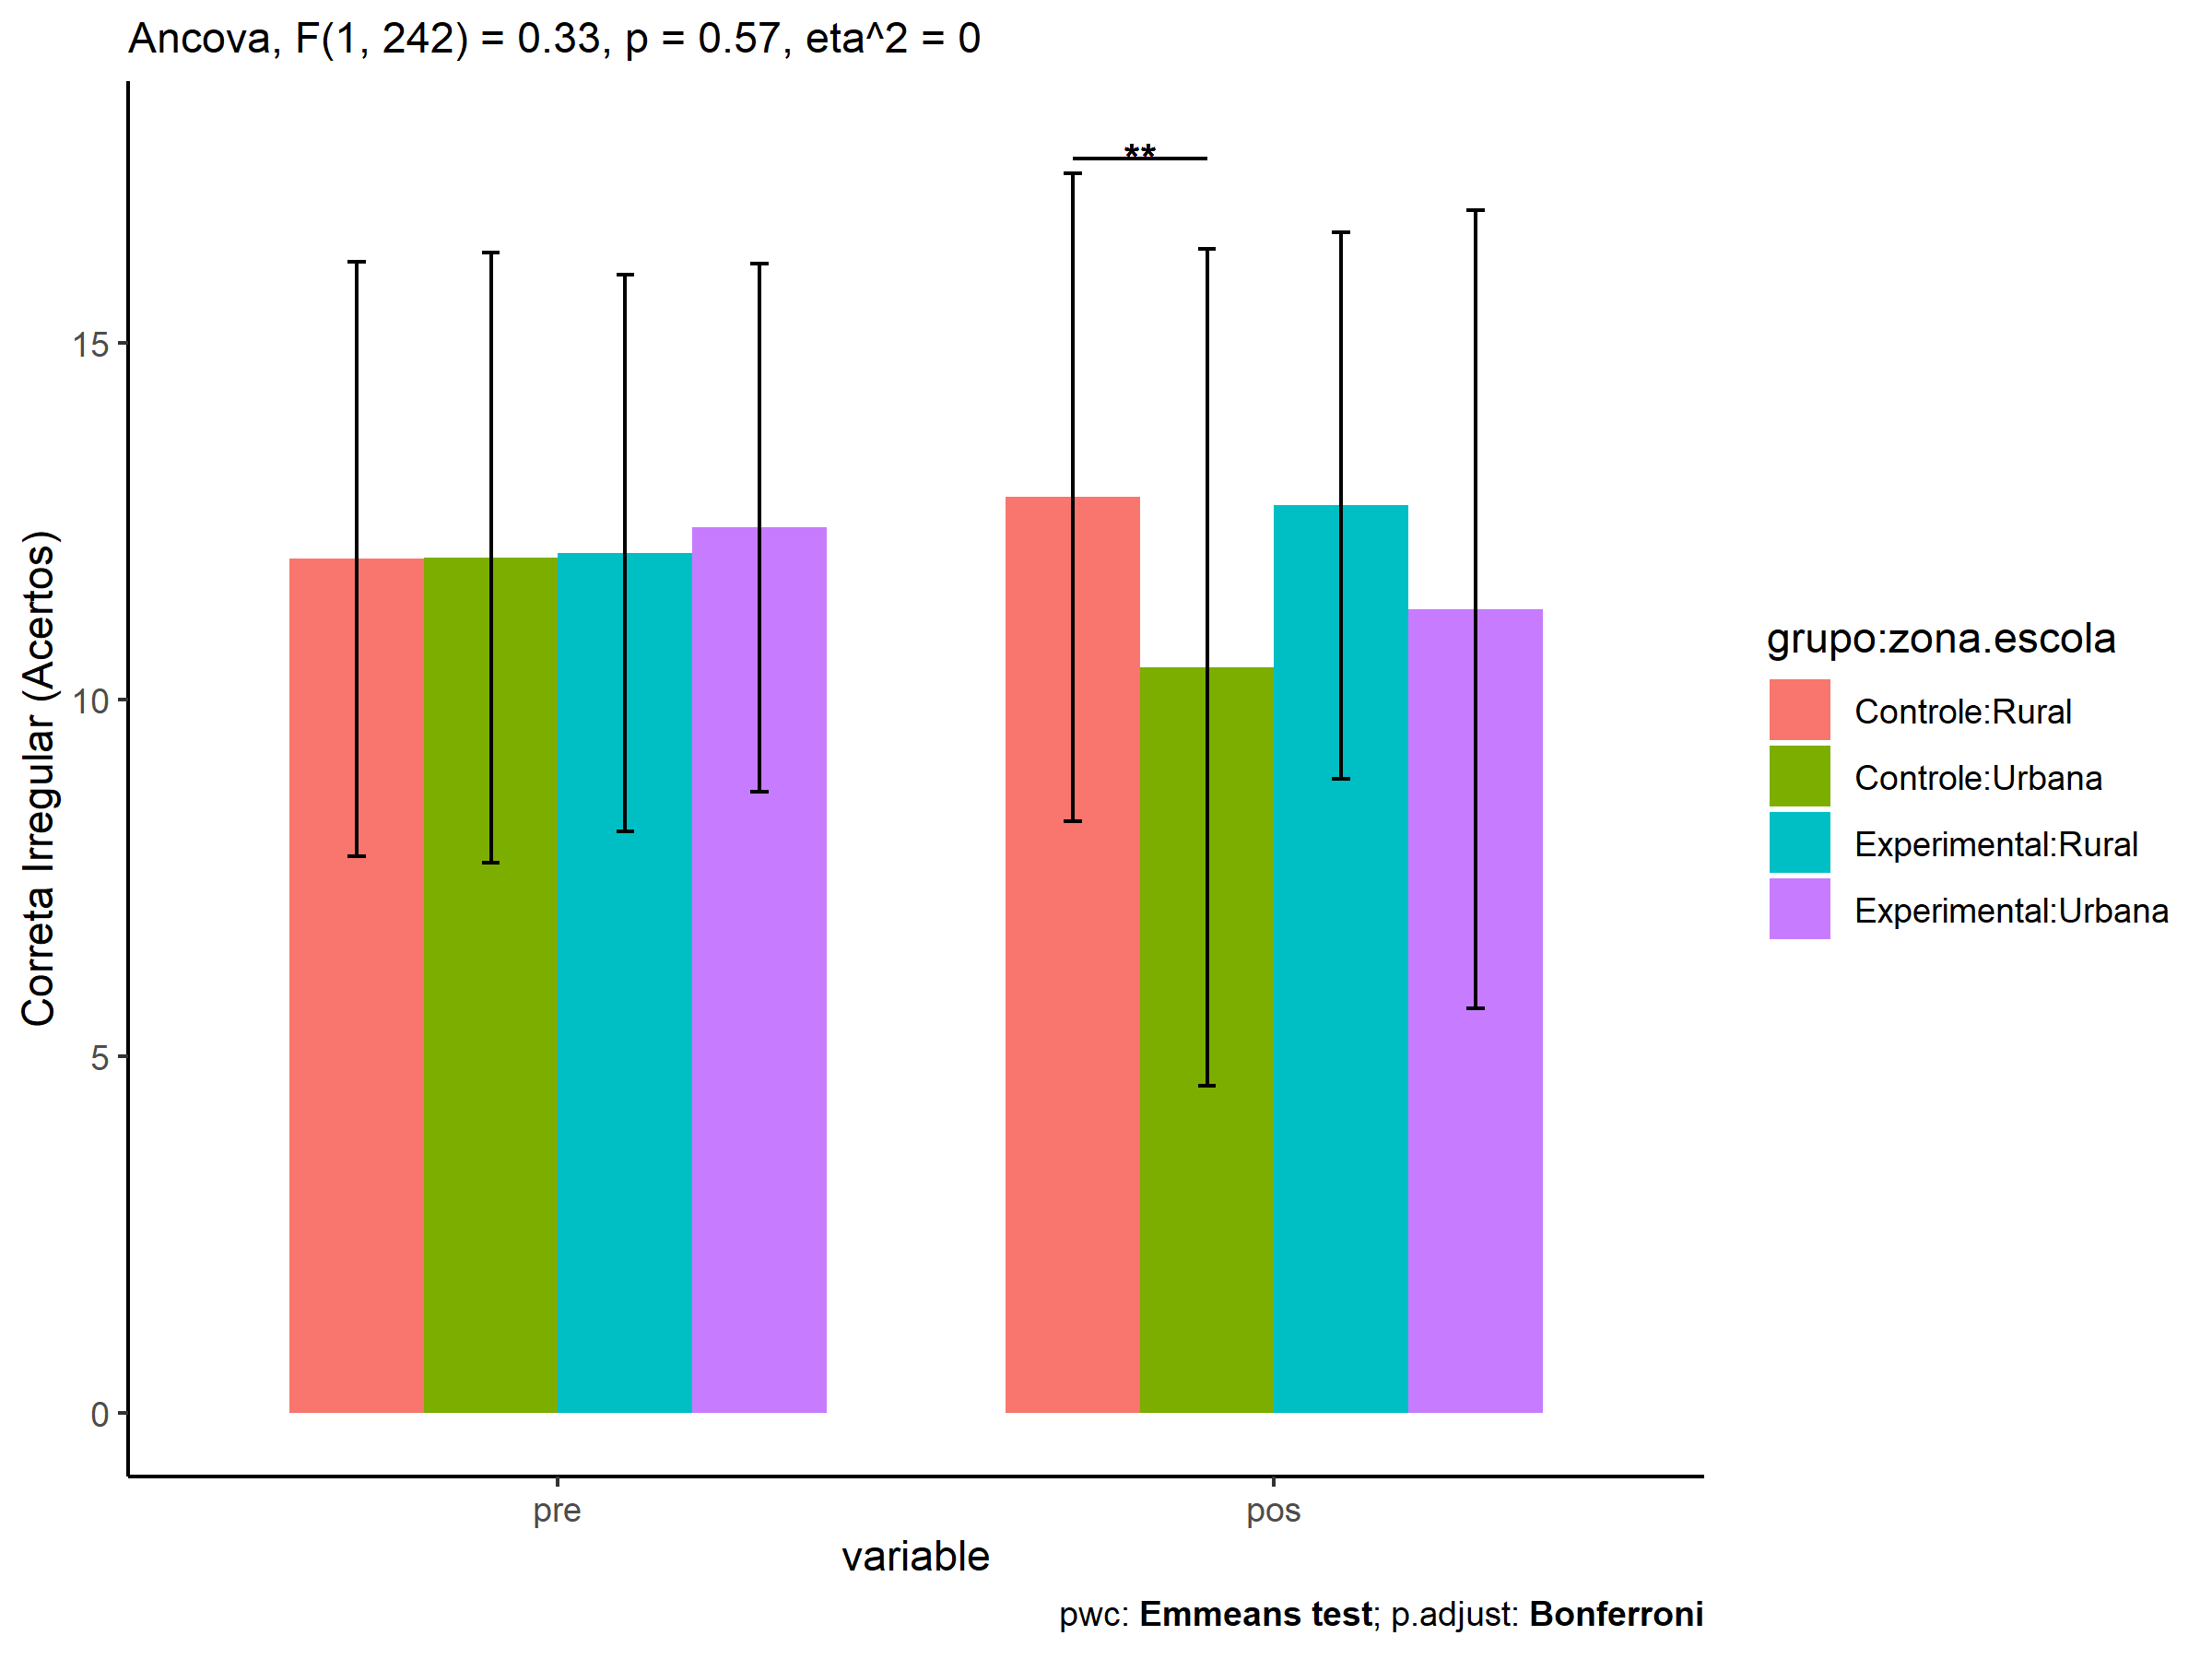 Ancova, F(1, 242) = 0.33, p = 0.57, eta^2 = 0
**
15
10
5
0
Correta Irregular (Acertos)
pre
pos
variable
grupo:zona.escola
Controle:Rural
Controle:Urbana
Experimental:Rural
Experimental:Urbana
pwc: Emmeans test; p.adjust: Bonferroni